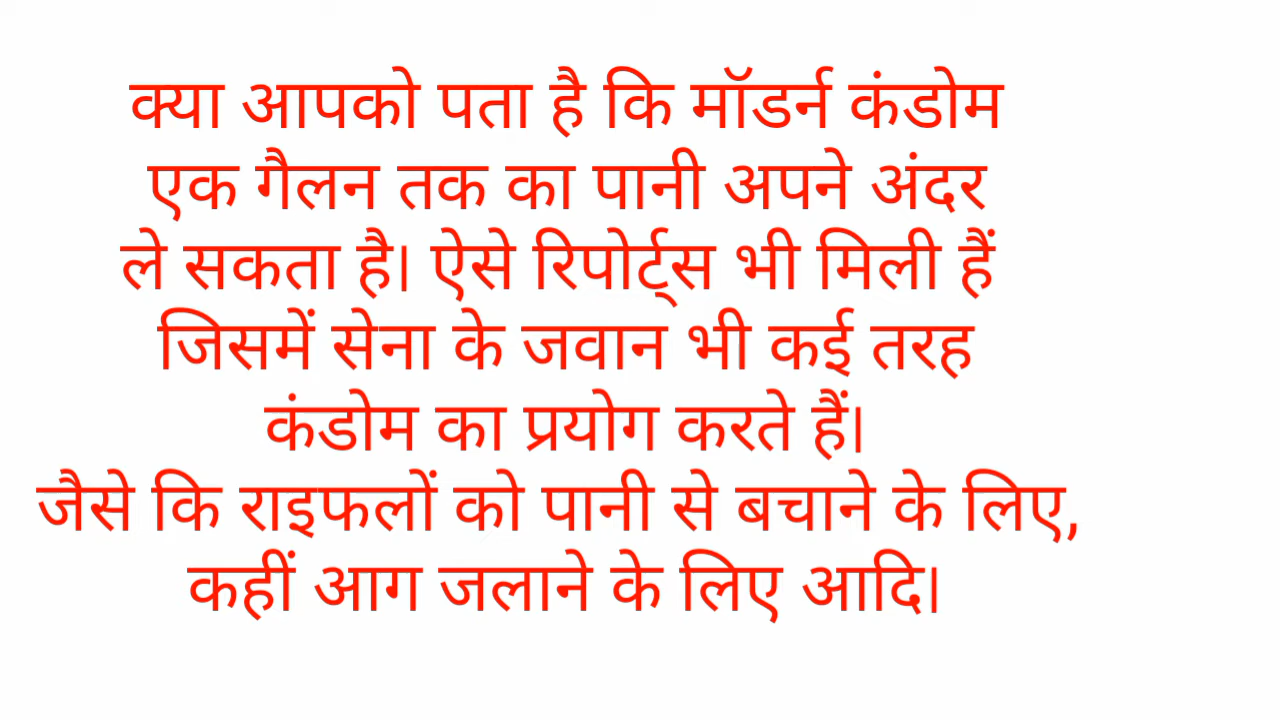 क्या आपको पता है कि मॉडर्न कंडोम
एक गैलन तक का पानी अपने अंदर
ले सकता है। ऐसे रिपोर्ट्स भी मिली हैं
जिसमें सेना के जवान भी कई तरह
कंडोम का प्रयोग करते हैं।
जैसे कि राइफलों को पानी से बचाने के लिए,
कहीं आग जलाने के लिए आदि।